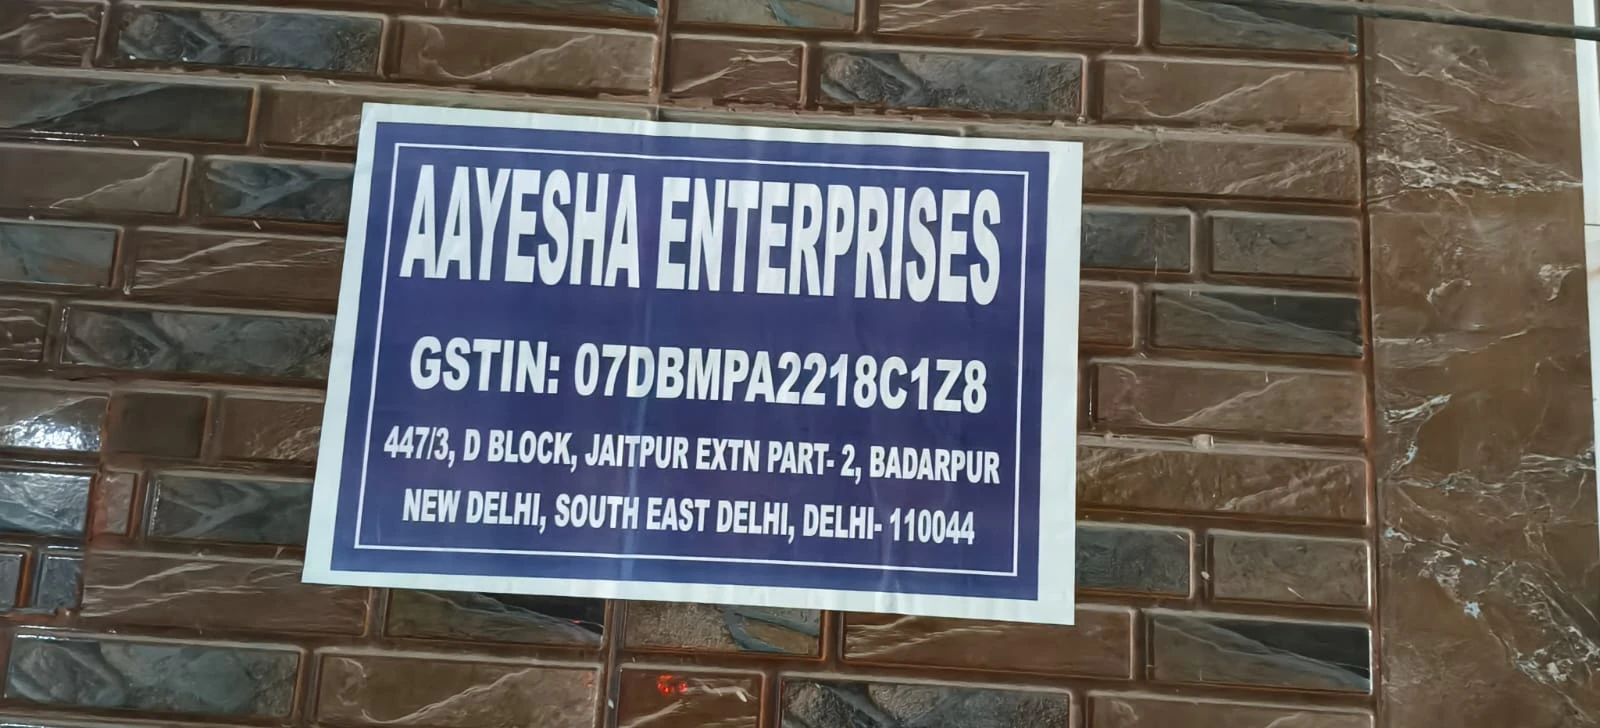 AAYESHA ENTERPRISES
GSTIN: 07DBMPA2218C1Z8
447/3, D BLOCK, JAITPUR EXTN PART- 2, BADARPUR
NEW DELHI, SOUTH EAST DELHI, DELHI- 110044